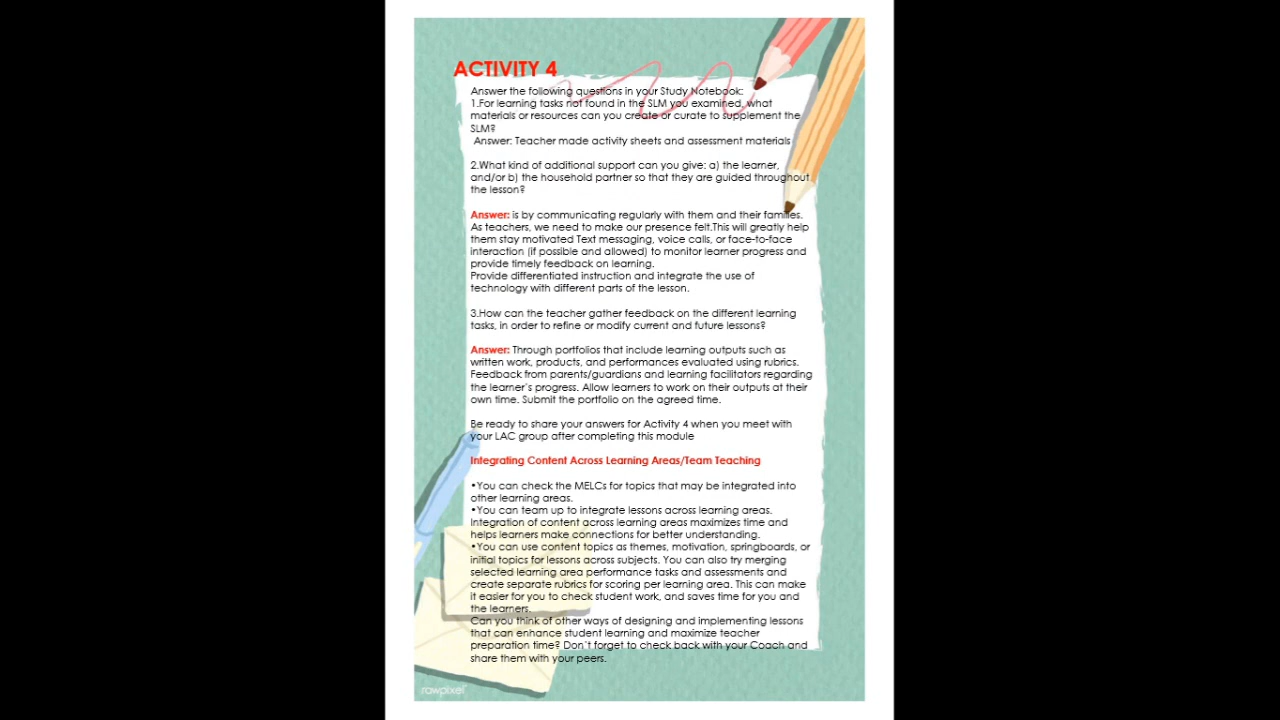 ACTIVITY 4
Answer the following questions in your Study Notebook:
1.For learning tasks not found in the SLM you examined, what
materials or resources can you create or curate to supplement the
SLM?
Answer: Teacher made activity sheets and assessment materials
2.What kind of additional support can you give: a) the learner,
and/or b) the household partner so that they are guided throughout
the lesson?
Answer: is by communicating regularly with them and their families.
As teachers, we need to make our presence felt.This will greatly help
them stay motivated Text messaging, voice calls, or face-to-face
interaction (if possible and allowed) to monitor learner progress and
provide timely feedback on learning.
Provide differentiated instruction and integrate the use of
technology with different parts of the lesson.
3.How can the teacher gather feedback on the different learning
tasks, in order to refine or modify current and future lessons?
Answer: Through portfolios that include learning outputs such as
written work, products, and performances evaluated using rubrics.
Feedback from parents/guardians and learning facilitators regarding
the learner's progress. Allow learners to work on their outputs at their
own time. Submit the portfolio on the agreed time.
Be ready to share your answers for Activity 4 when you meet with
your LAC group after completing this module
Integrating Content Across Learning Areas/Team Teaching
•You can check the MELCs for topics that may be integrated into
other learning areas.
•You can team up to integrate lessons across learning areas.
Integration of content across learning areas maximizes time and
helps learners make connections for better understanding.
•You can use content topics as themes, motivation, springboards, or
initial topics for lessons across subjects. You can also try merging
selected learning area performance tasks and assessments and
create separate rubrics for scoring per learning area. This can make
it easier for you to check student work, and saves time for you and
the learners.
Can you think of other ways of designing and implementing lessons
that can enhance student learning and maximize teacher
preparation time? Don't forget to check back with your Coach and
share them with your peers.
rawpixel